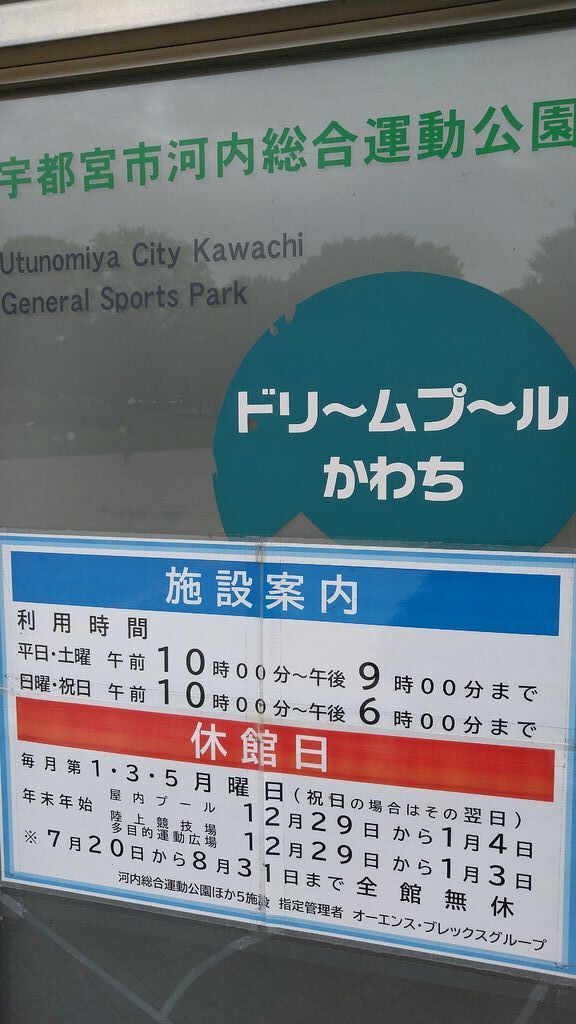 宇都宮市河内総合運動公園
Utunomiya City Kawachi
General Sports Park
ドリ〜ムプ〜ル
かわち
施設案内
利用時間
平日・土曜 午前10時00分〜午後 9時00分まで
日曜・祝日 午前10時00分〜午後 6時00分まで
休館日
毎月第1・3・5月曜日(祝日の場合はその翌日)
年末年始 屋内プール 12月29日から1月4日
陸上競技場
多目的運動広場 12月29日から1月3日
※7月20日から8月31日まで全館無休
河内総合運動公園ほか5施設 指定管理者 オーエンス・ブレックスグループ